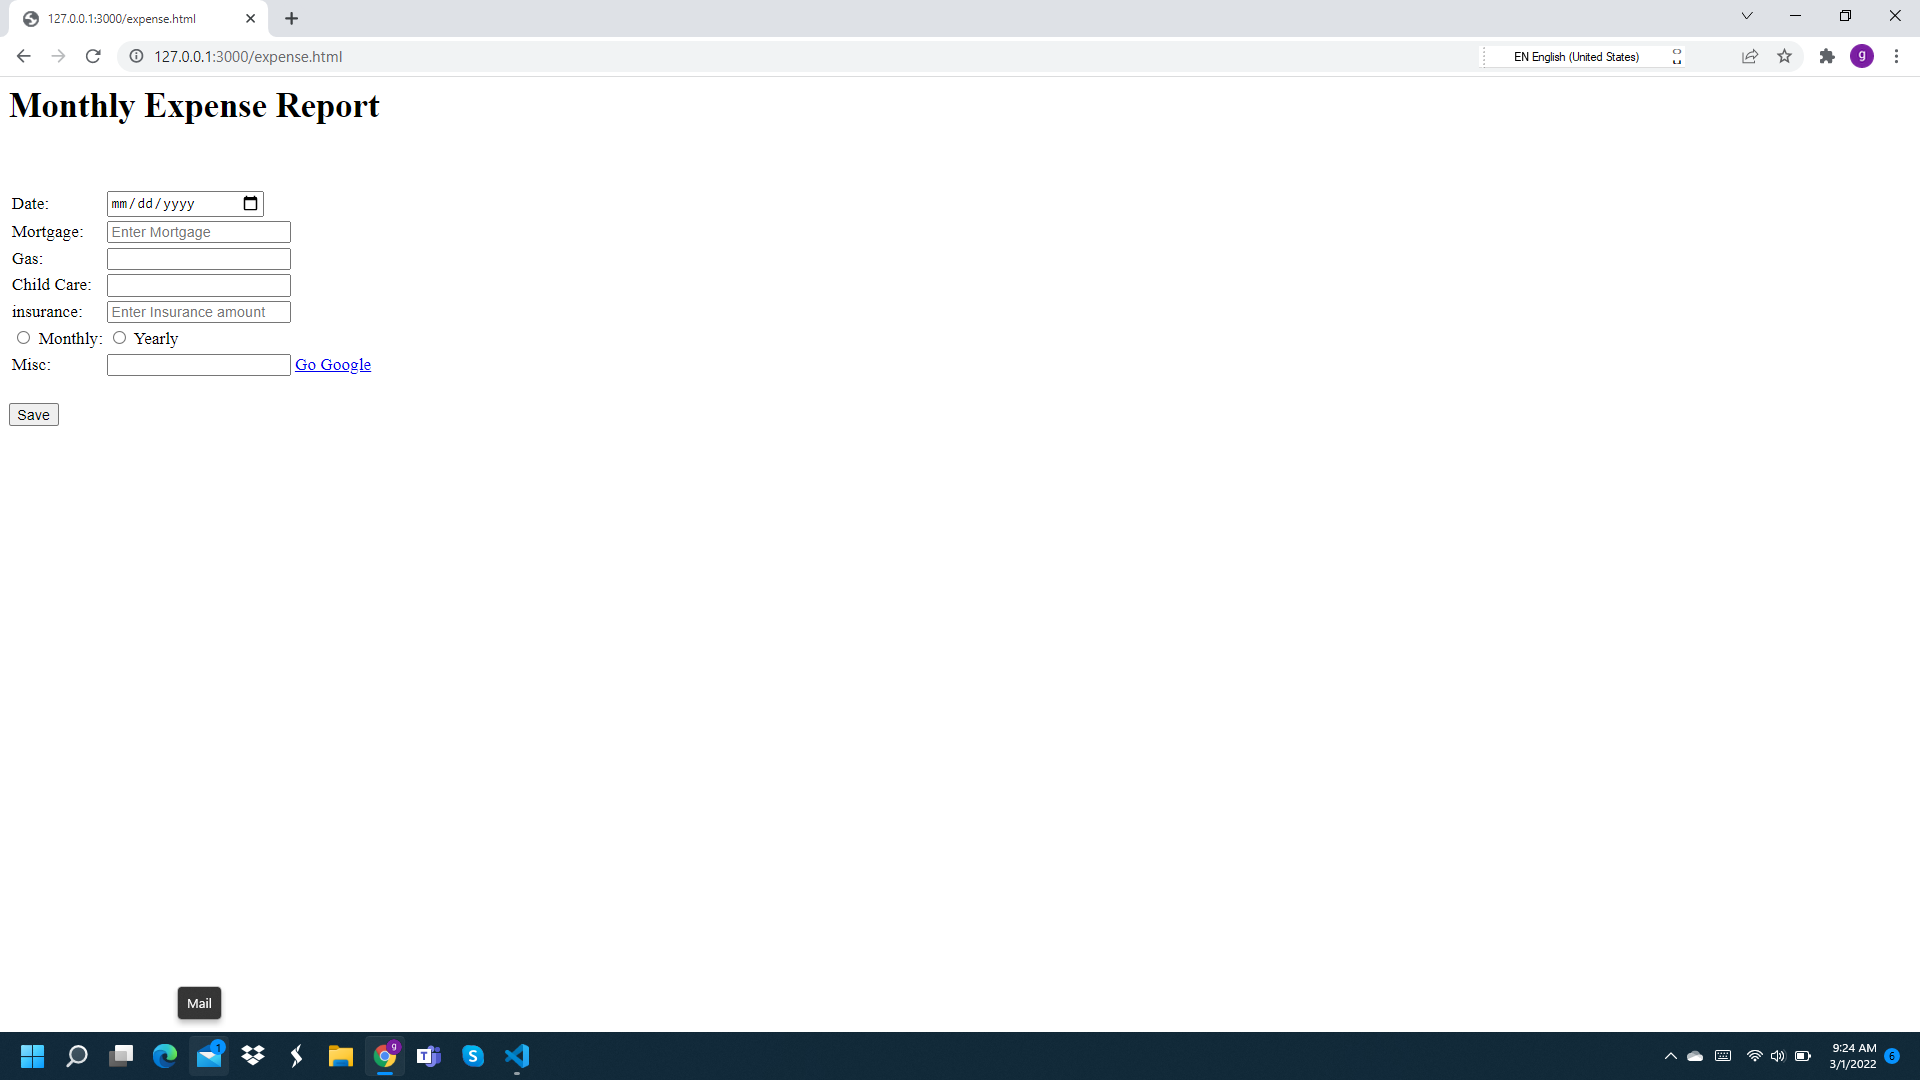 127.0.0.1:3000/expense.html
127.0.0.1:3000/expense.html
EN English (United States)
g
Monthly Expense Report
Date: mm/dd/yyyy
Mortgage: Enter Mortgage
Gas:
Child Care:
insurance: Enter Insurance amount
Monthly: Yearly
Misc: Go Google
Save
Mail
1
g
T
S
9:24 AM
3/1/2022
6